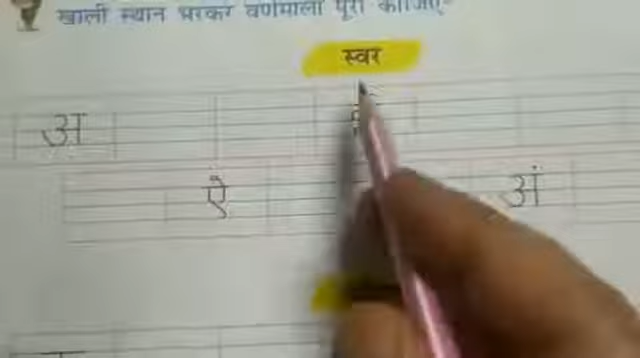 खाली स्थान भरकर वर्णमाला पूरी कीजिए-
स्वर
अ
ऐ अं